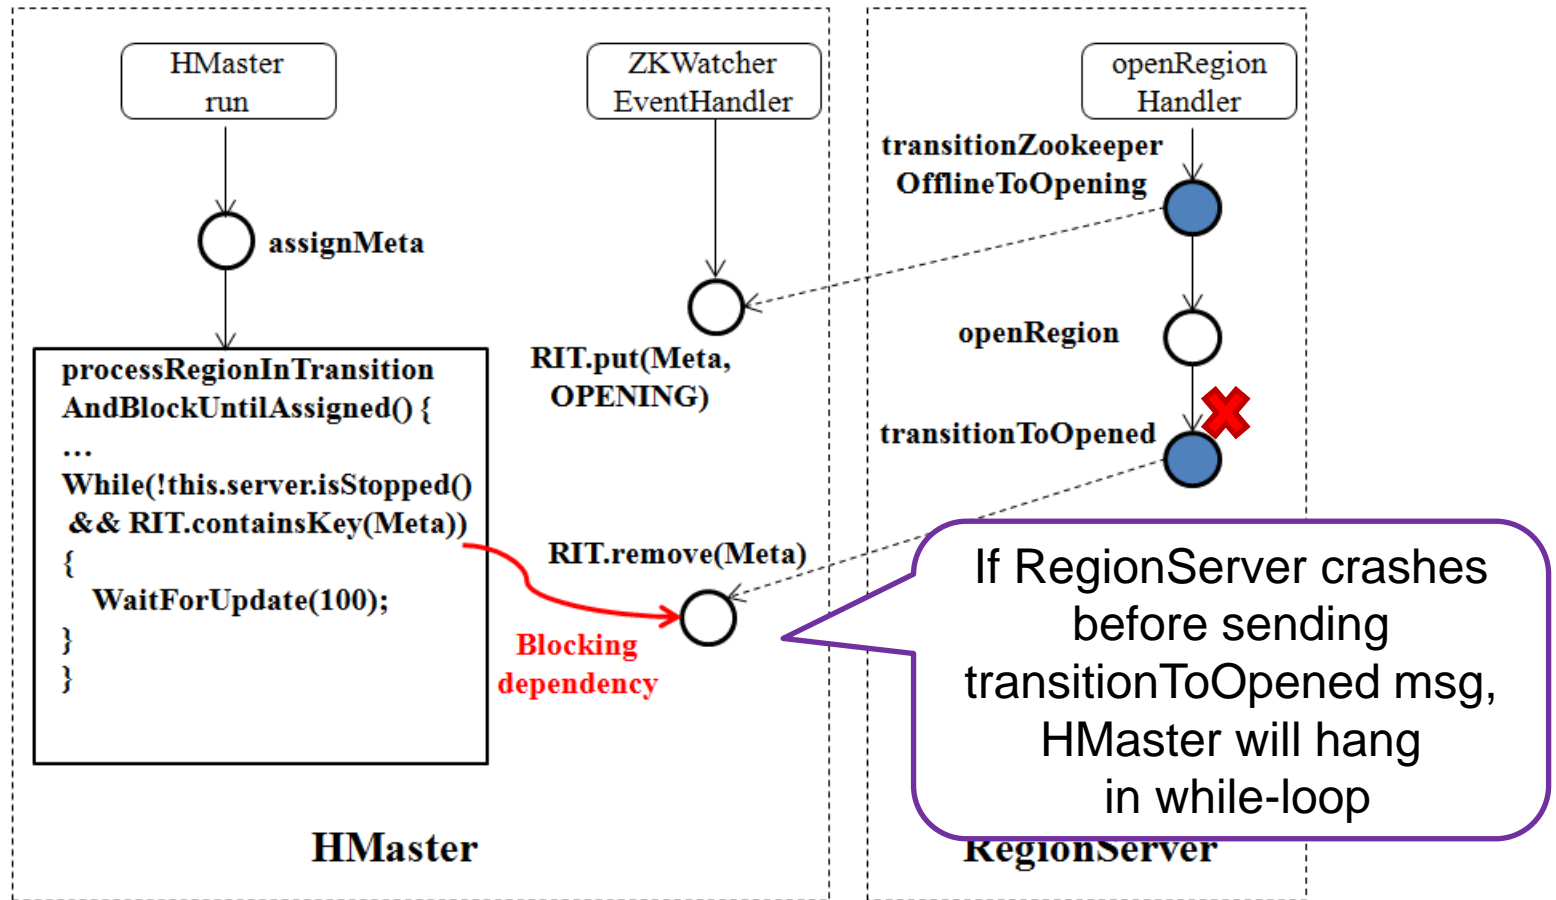 HMaster
run
ZKWatcher
EventHandler
openRegion
Handler
transitionZookeeper
OfflineToOpening
assignMeta
openRegion
RIT.put(Meta,
OPENING)
processRegionInTransition
AndBlockUntilAssigned() {
…
While(!this.server.isStopped()
&& RIT.containsKey(Meta))
{
WaitForUpdate(100);
}
}
transitionToOpened
RIT.remove(Meta)
Blocking
dependency
If RegionServer crashes
before sending
transitionToOpened msg,
HMaster will hang
in while-loop
HMaster
RegionServer